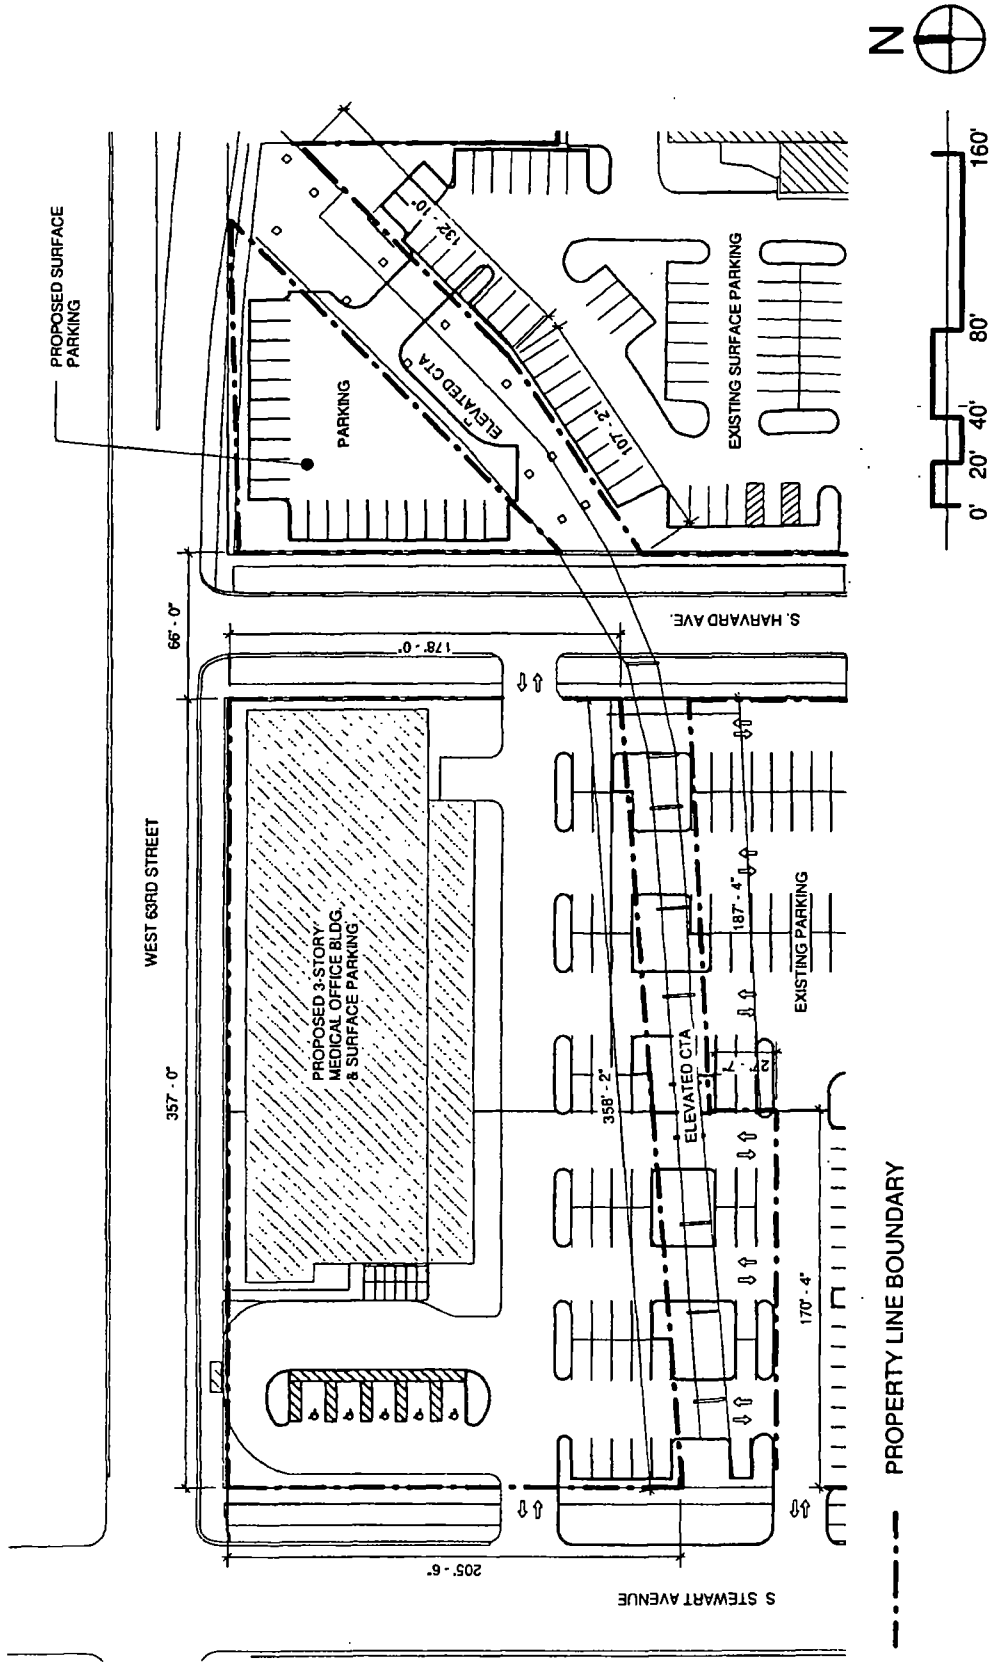 PROPOSED SURFACE
PARKING
N
WEST 63RD STREET
357' - 0"
66' - 0"
178' - 0"
205' - 6"
PROPOSED 3-STORY
MEDICAL OFFICE BLDG.
& SURFACE PARKING
PARKING
ELEVATED CTA
132' - 10"
107' - 2"
EXISTING SURFACE PARKING
S. HARVARD AVE.
358' - 2"
ELEVATED CTA
187' - 4"
EXISTING PARKING
170' - 4"
S STEWART AVENUE
PROPERTY LINE BOUNDARY
0' 20' 40' 80' 160'